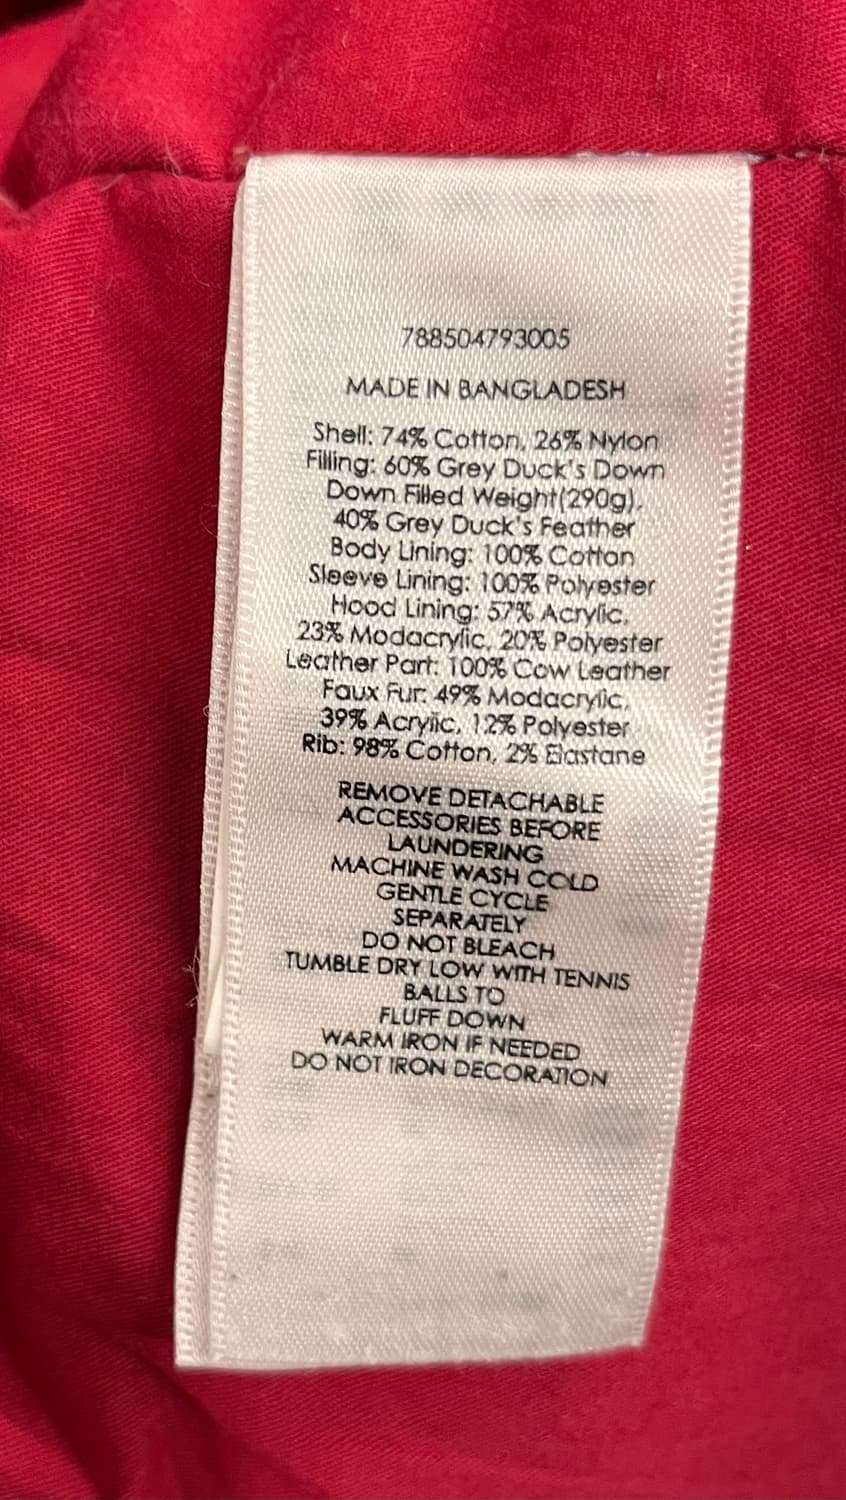 788504793005
MADE IN BANGLADESH
Shell: 74% Cotton, 26% Nylon
Filling: 60% Grey Duck's Down
Down Filled Weight(290g),
40% Grey Duck's Feather
Body Lining: 100% Cotton
Sleeve Lining: 100% Polyester
Hood Lining: 57% Acrylic,
23% Modacrylic, 20% Polyester
Leather Part: 100% Cow Leather
Faux Fur: 49% Modacrylic,
39% Acrylic, 12% Polyester
Rib: 98% Cotton, 2% Elastane
REMOVE DETACHABLE
ACCESSORIES BEFORE
LAUNDERING
MACHINE WASH COLD
GENTLE CYCLE
SEPARATELY
DO NOT BLEACH
TUMBLE DRY LOW WITH TENNIS
BALLS TO
FLUFF DOWN
WARM IRON IF NEEDED
DO NOT IRON DECORATION